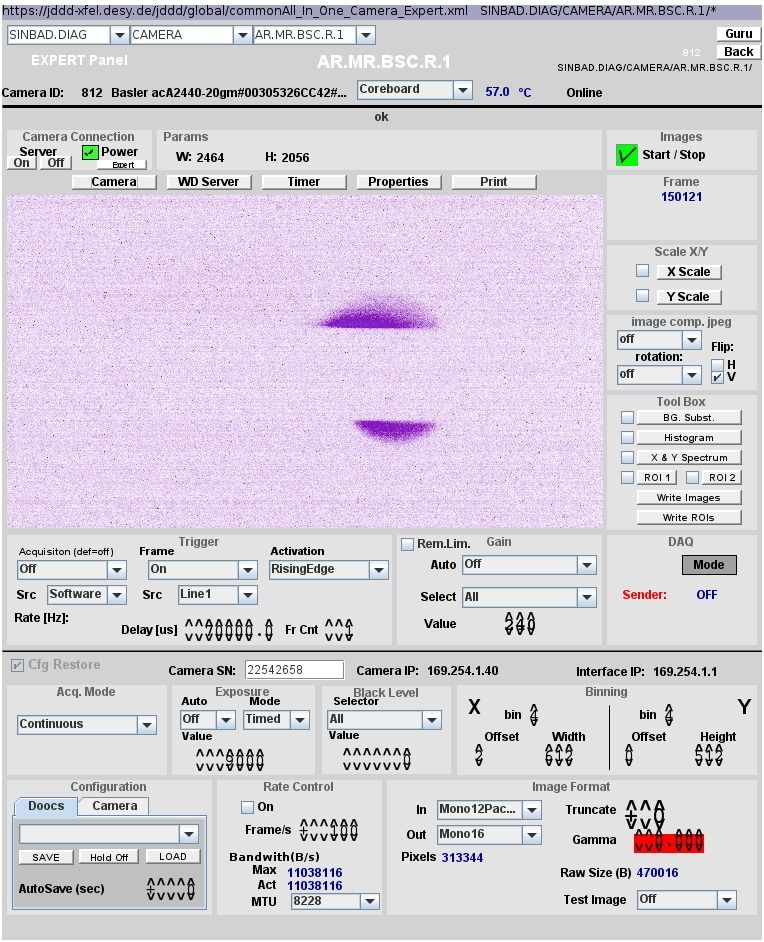 https://jddd-xfel.desy.de/jddd/global/commonAll_In_One_Camera_Expert.xml SINBAD.DIAG/CAMERA/AR.MR.BSC.R.1/*
SINBAD.DIAG CAMERA AR.MR.BSC.R.1 Guru
EXPERT Panel AR.MR.BSC.R.1 812 Back
SINBAD.DIAG/CAMERA/AR.MR.BSC.R.1/
Camera ID: 812 Basler acA2440-20gm#00305326CC42#... Coreboard 57.0 °C Online
ok
Camera Connection Params Images
Server Power W: 2464 H: 2056 Start / Stop
On Off Expert
Camera WD Server Timer Properties Print Frame
150121
Scale X/Y
X Scale
Y Scale
image comp. jpeg
off Flip:
rotation: H
off V
Tool Box
BG. Subst.
Histogram
X & Y Spectrum
ROI 1 ROI 2
Write Images
Write ROIs
Trigger Rem.Lim. Gain DAQ
Acquisiton (def=off) Frame Activation
Off On RisingEdge Auto Off Mode
Src Software Src Line1 Select All Sender: OFF
Rate [Hz]:
Delay[us] 70000.0 Fr Cnt 1 Value 240
Cfg Restore Camera SN: 22542658 Camera IP: 169.254.1.40 Interface IP: 169.254.1.1
Acq. Mode Exposure Black Level Binning
Auto Mode Selector X bin 4 bin 4 Y
Continuous Off Timed All
Value Value Offset Width Offset Height
9000 0 2 612 0 512
Configuration Rate Control Image Format
Doocs Camera On In Mono12Pac... Truncate +0
Frame/s +100 Out Mono16 Gamma 0.000
SAVE Hold Off LOAD Bandwith(B/s) Pixels 313344
Max 11038116 Raw Size (B) 470016
AutoSave (sec) +0 Act 11038116
MTU 8228 Test Image Off